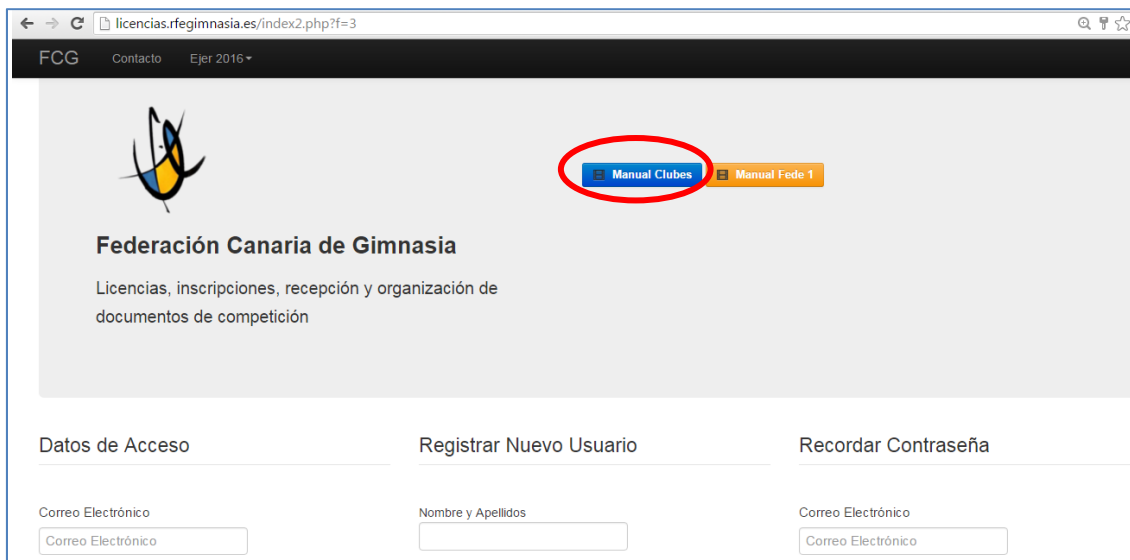 licencias.rfegimnasia.es/index2.php?f=3
FCG Contacto Ejer 2016
Manual Clubes Manual Fede 1
Federación Canaria de Gimnasia
Licencias, inscripciones, recepción y organización de
documentos de competición
Datos de Acceso Registrar Nuevo Usuario Recordar Contraseña
Correo Electrónico Nombre y Apellidos Correo Electrónico
Correo Electrónico Correo Electrónico